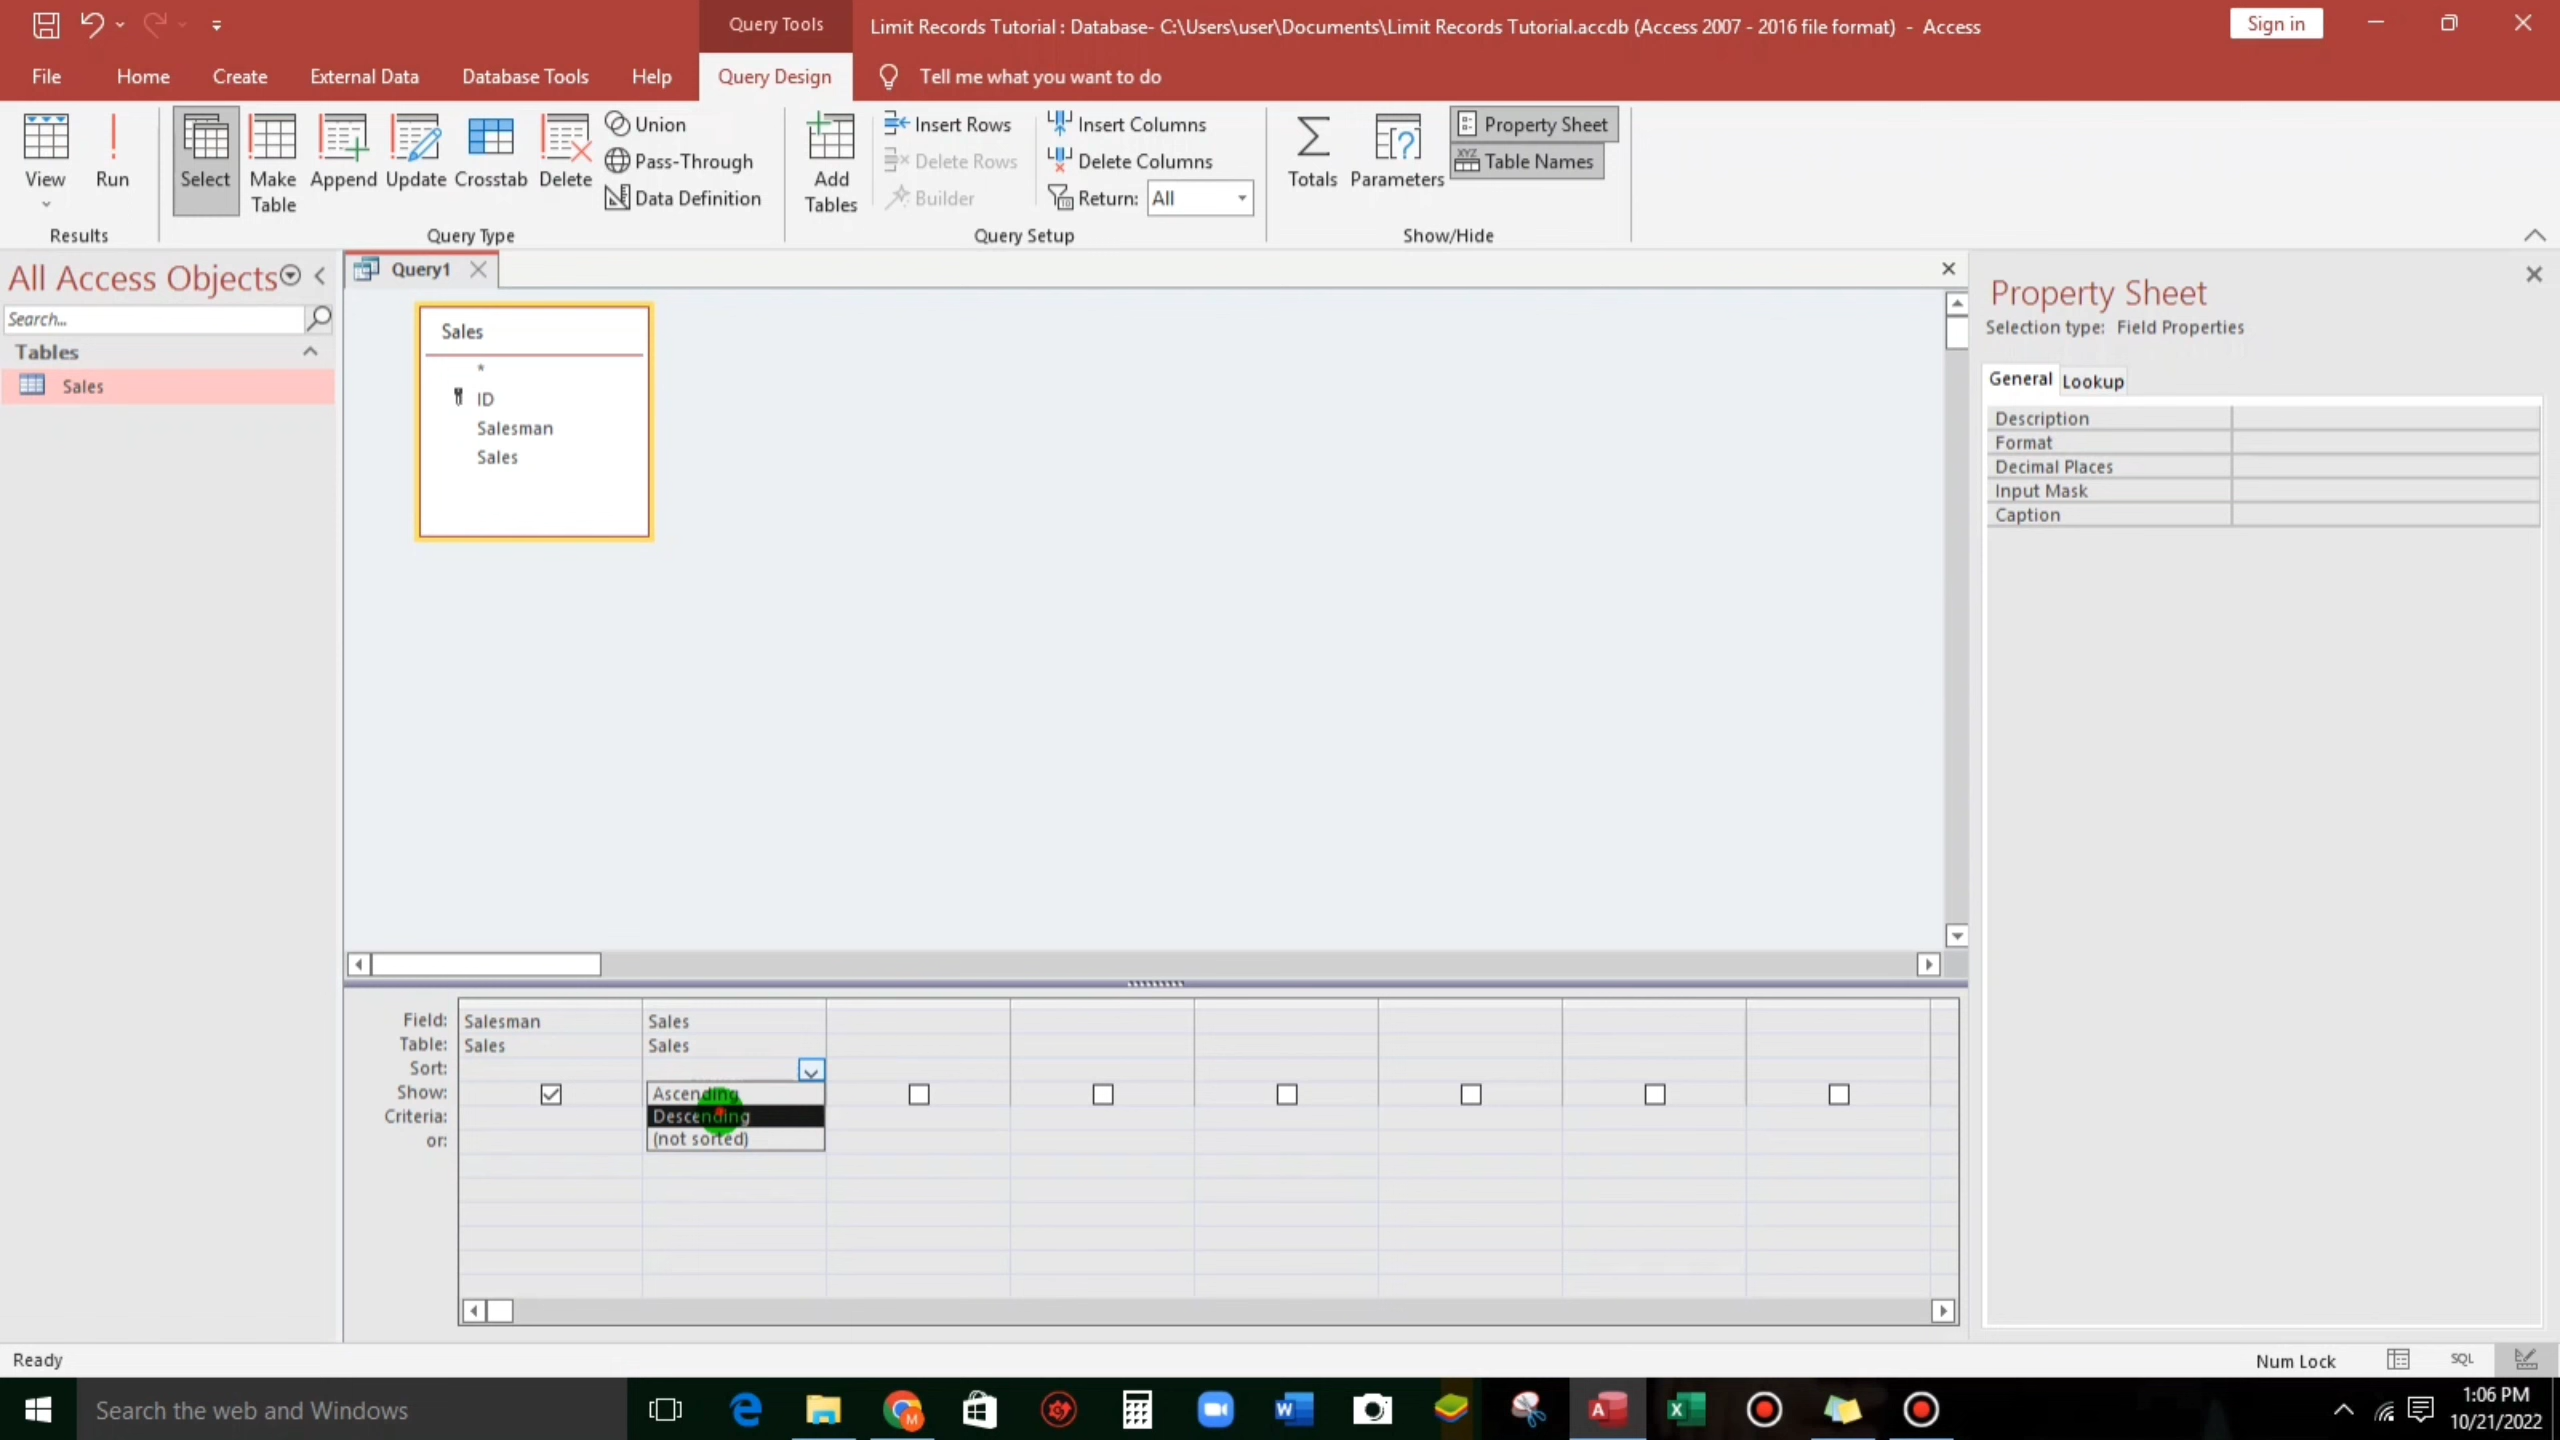 Query Tools
Limit Records Tutorial : Database- C:\Users\user\Documents\Limit Records Tutorial.accdb (Access 2007 - 2016 file format) - Access
Sign in
File
Home
Create
External Data
Database Tools
Help
Query Design
Tell me what you want to do
View
Run
Select
Make
Table
Append
Update
Crosstab
Delete
Union
Pass-Through
Data Definition
Add
Tables
Insert Rows
Delete Rows
Builder
Insert Columns
Delete Columns
Return: All
Totals
Parameters
Property Sheet
Table Names
Results
Query Type
Query Setup
Show/Hide
All Access Objects
Search...
Tables
Sales
Query1
Sales
*
ID
Salesman
Sales
Property Sheet
Selection type: Field Properties
General
Lookup
Description
Format
Decimal Places
Input Mask
Caption
Field: Salesman Sales
Table: Sales Sales
Sort:
Show: Ascending
Criteria: Descending
or: (not sorted)
Ready
Num Lock
SQL
Search the web and Windows
1:06 PM
10/21/2022